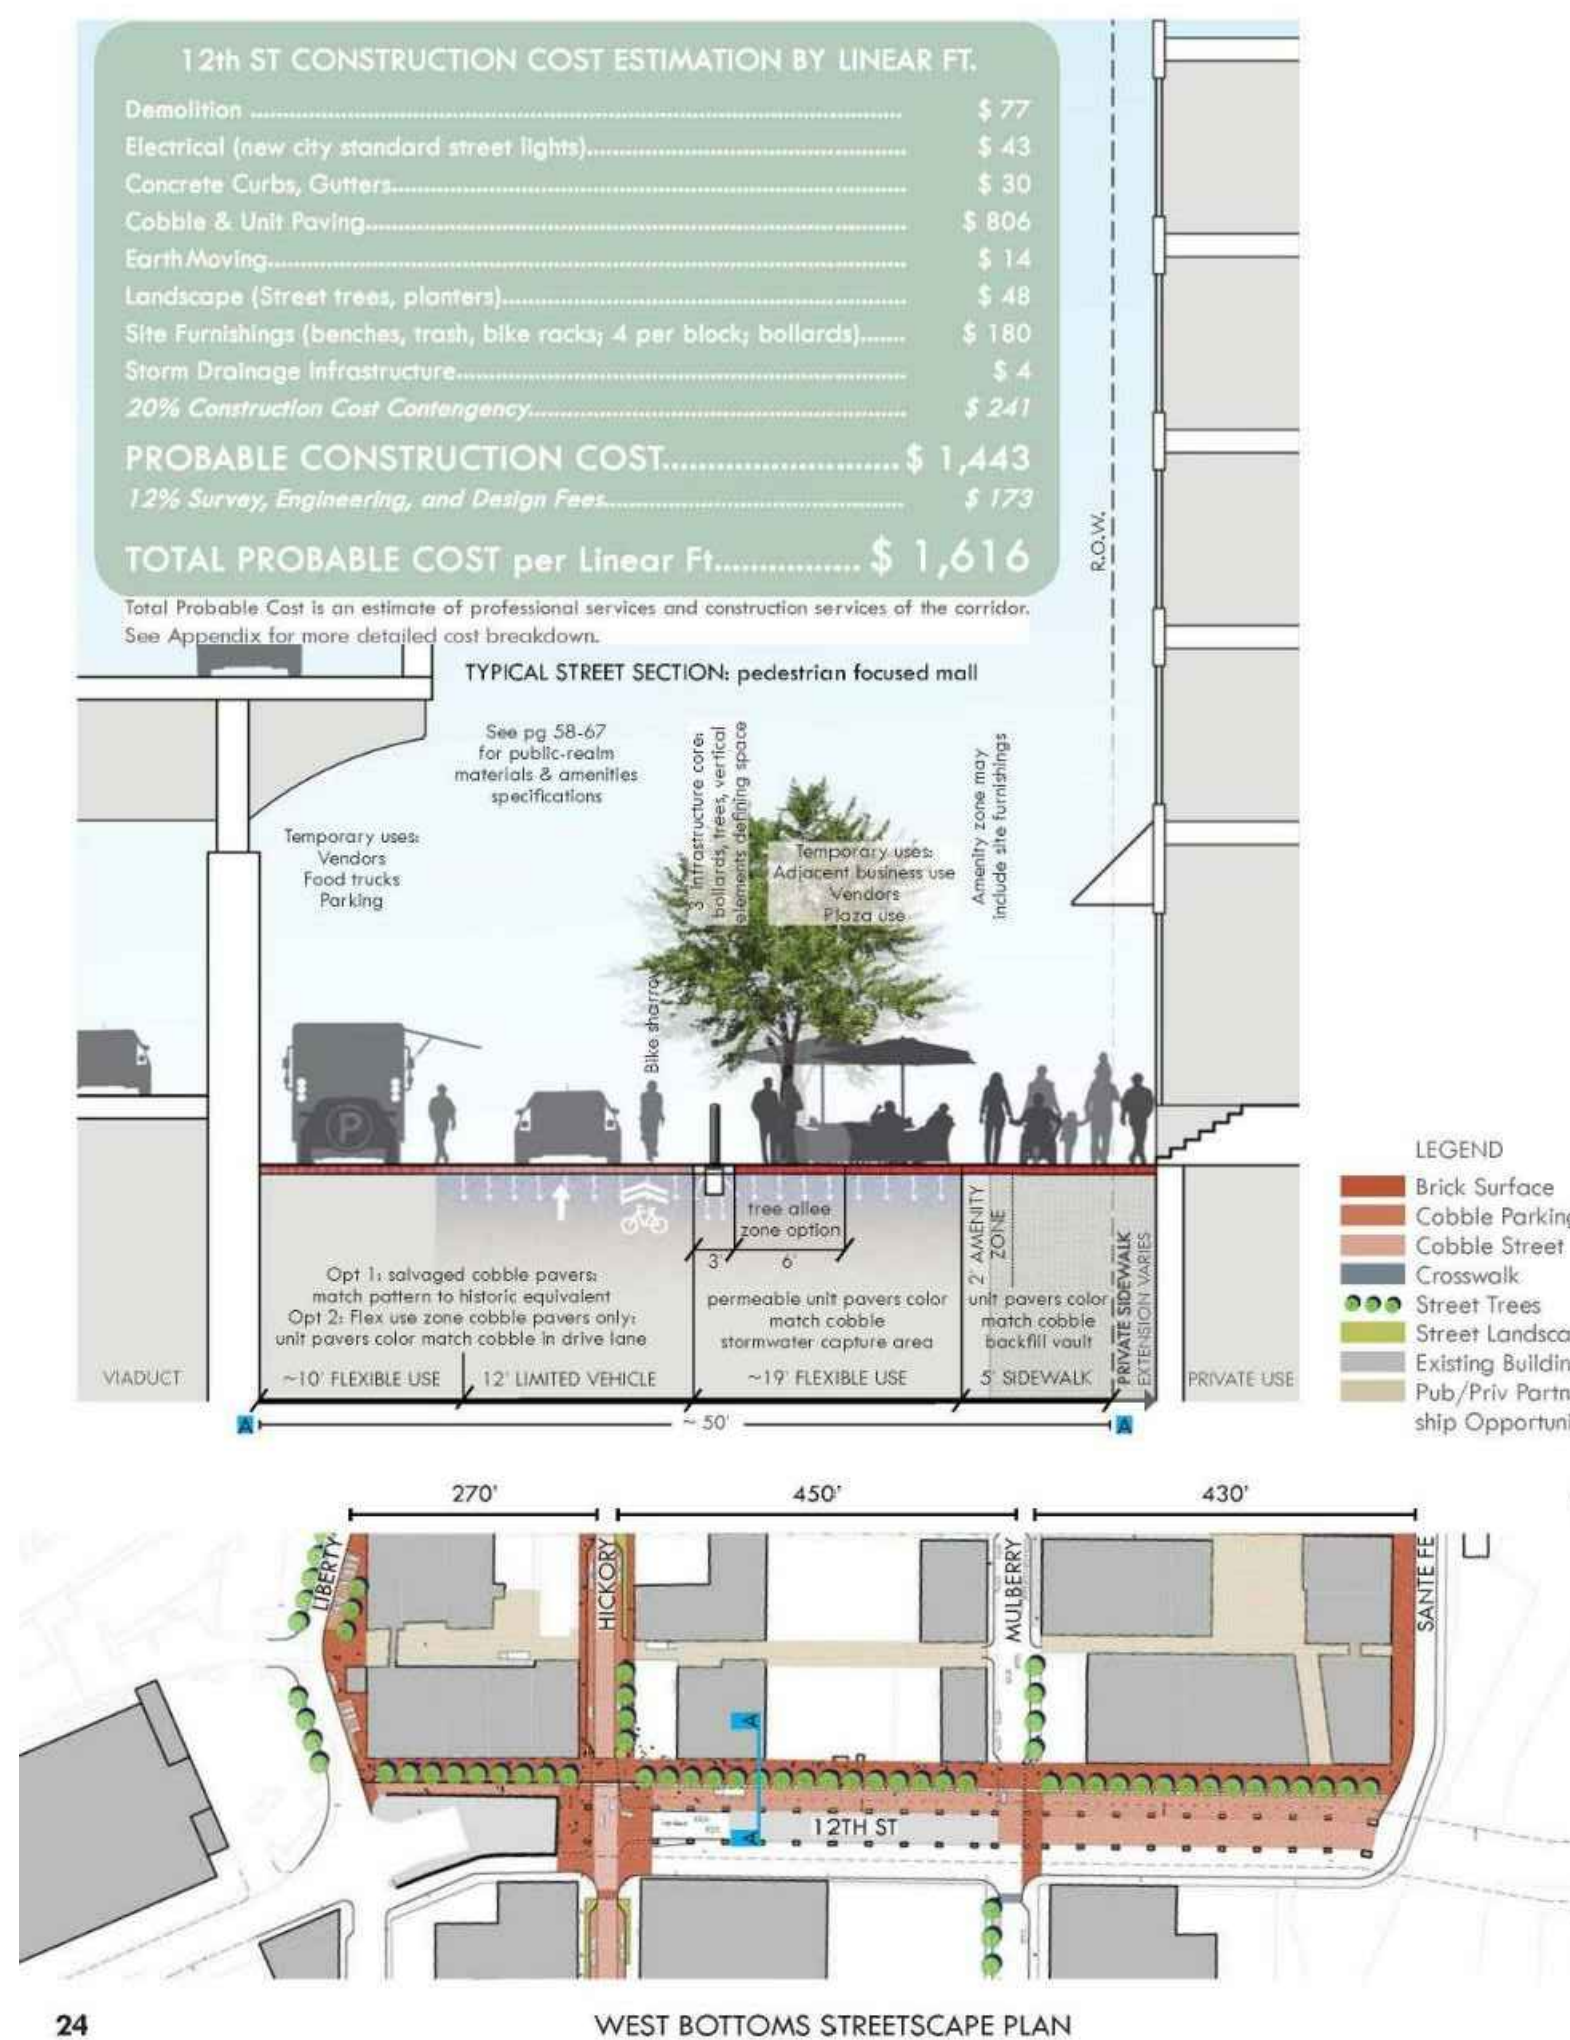 12th ST CONSTRUCTION COST ESTIMATION BY LINEAR FT.
Demolition ........ $ 77
Electrical (new city standard street lights)........ $ 43
Concrete Curbs, Gutters........ $ 30
Cobble & Unit Paving........ $ 806
Earth Moving........ $ 14
Landscape (Street trees, planters)........ $ 48
Site Furnishings (benches, trash, bike racks; 4 per block; bollards)....... $ 180
Storm Drainage Infrastructure........ $ 4
20% Construction Cost Contengency........ $ 241
PROBABLE CONSTRUCTION COST........ $ 1,443
12% Survey, Engineering, and Design Fees........ $ 173
TOTAL PROBABLE COST per Linear Ft........ $ 1,616
Total Probable Cost is an estimate of professional services and construction services of the corridor.
See Appendix for more detailed cost breakdown.
R.O.W.
TYPICAL STREET SECTION: pedestrian focused mall
See pg 58-67
for public-realm
materials & amenities
specifications
Temporary uses:
Vendors
Food trucks
Parking
3' Infrastructure core:
bollards, trees, vertical
elements defining space
Temporary uses:
Adjacent business use
Vendors
Plaza use
Amenity zone may
include site furnishings
Bike sharrow
P
tree allee
zone option
3'
6'
2' AMENITY
ZONE
Opt 1: salvaged cobble pavers:
match pattern to historic equivalent
Opt 2: Flex use zone cobble pavers only:
unit pavers color match cobble in drive lane
permeable unit pavers color
match cobble
stormwater capture area
unit pavers color
match cobble
backfill vault
PRIVATE SIDEWALK
EXTENSION VARIES
VIADUCT
~10' FLEXIBLE USE
12' LIMITED VEHICLE
~19' FLEXIBLE USE
5' SIDEWALK
PRIVATE USE
A
~ 50'
A
LEGEND
Brick Surface
Cobble Parking
Cobble Street
Crosswalk
Street Trees
Street Landsca
Existing Buildin
Pub/Priv Partn
ship Opportuni
270'
450'
430'
LIBERTY
HICKORY
MULBERRY
SANTE FE
A
A
12TH ST
24
WEST BOTTOMS STREETSCAPE PLAN